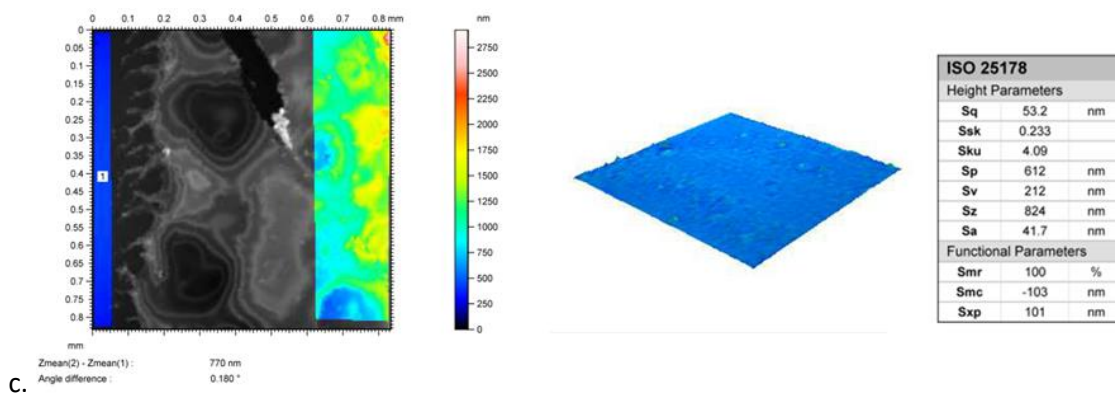 0 0.1 0.2 0.3 0.4 0.5 0.6 0.7 0.8 mm
nm
0
0.05
0.1
0.15
0.2
0.25
0.3
0.35
0.4
0.45
0.5
0.55
0.6
0.65
0.7
0.75
0.8
mm
1
2750
2500
2250
2000
1750
1500
1250
1000
750
500
250
0
Zmean(2) - Zmean(1) : 770 nm
Angle difference : 0.180 °
c.
ISO 25178
Height Parameters
Sq 53.2 nm
Ssk 0.233
Sku 4.09
Sp 612 nm
Sv 212 nm
Sz 824 nm
Sa 41.7 nm
Functional Parameters
Smr 100 %
Smc -103 nm
Sxp 101 nm